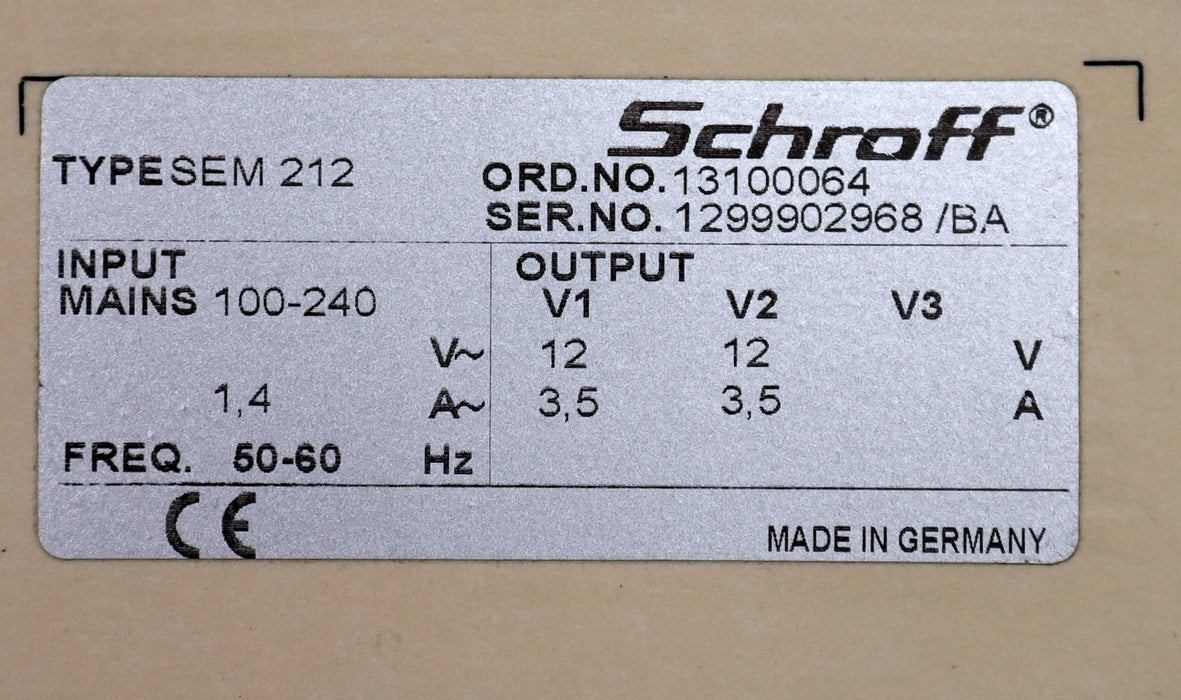 Schroff®
TYPE SEM 212
ORD.NO. 13100064
SER.NO. 1299902968 /BA
INPUT
MAINS 100-240
V~
1,4 A~
FREQ. 50-60 Hz
OUTPUT
V1 V2 V3
12 12 V
3,5 3,5 A
CE
MADE IN GERMANY